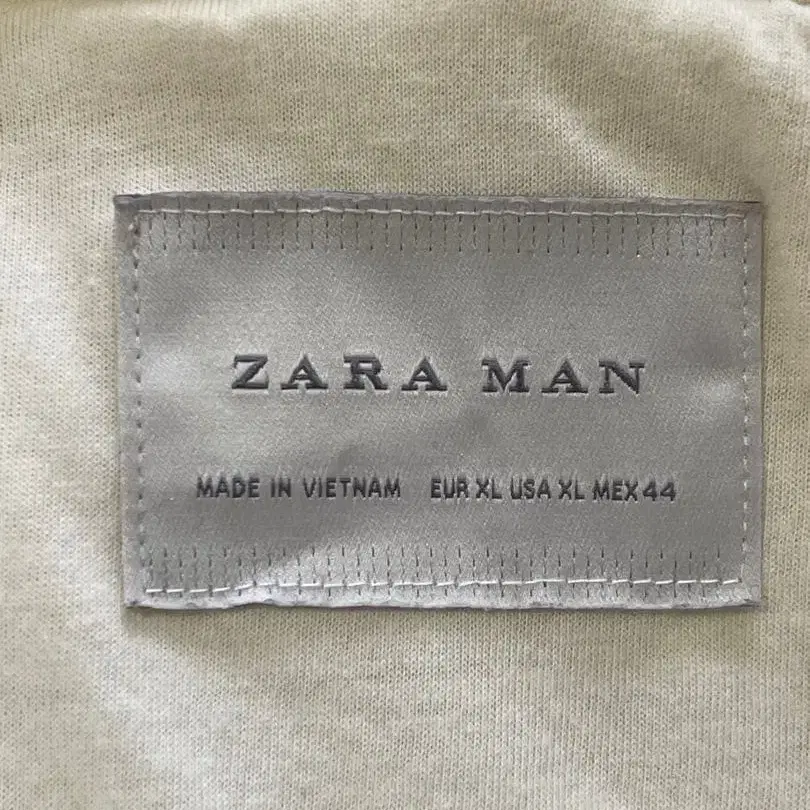 ZARA MAN
MADE IN VIETNAM EUR XL USA XL MEX 44